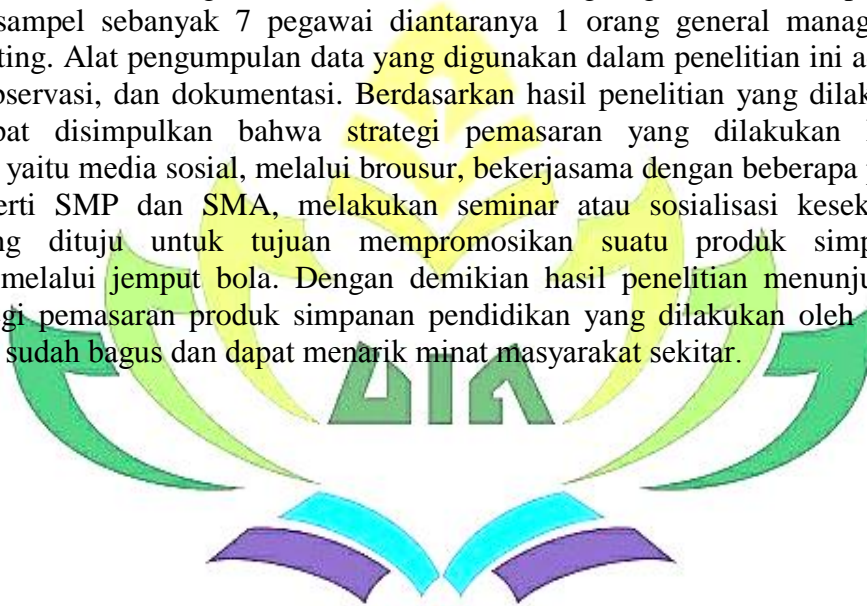 sampel sebanyak 7 pegawai diantaranya 1 orang general manag
ting. Alat pengumpulan data yang digunakan dalam penelitian ini a
bservasi, dan dokumentasi. Berdasarkan hasil penelitian yang dilak
pat disimpulkan bahwa strategi pemasaran yang dilakukan
yaitu media sosial, melalui brousur, bekerjasama dengan beberapa
erti SMP dan SMA, melakukan seminar atau sosialisasi kesek
ng dituju untuk tujuan mempromosikan suatu produk simp
melalui jemput bola. Dengan demikian hasil penelitian menunju
gi pemasaran produk simpanan pendidikan yang dilakukan oleh
sudah bagus dan dapat menarik minat masyarakat sekitar.